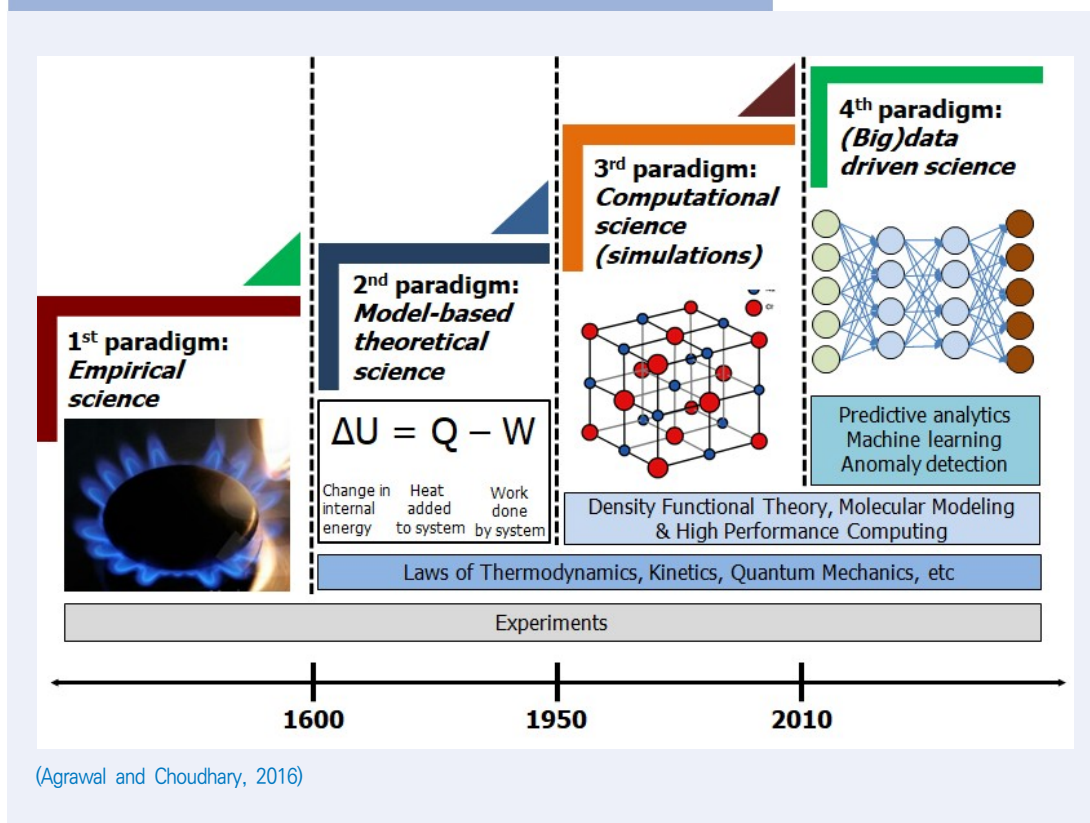 1st paradigm:
Empirical
science
2nd paradigm:
Model-based
theoretical
science
ΔU = Q − W
Change in
internal
energy
Heat
added
to system
Work
done
by system
3rd paradigm:
Computational
science
(simulations)
4th paradigm:
(Big)data
driven science
Predictive analytics
Machine learning
Anomaly detection
Density Functional Theory, Molecular Modeling
& High Performance Computing
Laws of Thermodynamics, Kinetics, Quantum Mechanics, etc
Experiments
1600
1950
2010
(Agrawal and Choudhary, 2016)